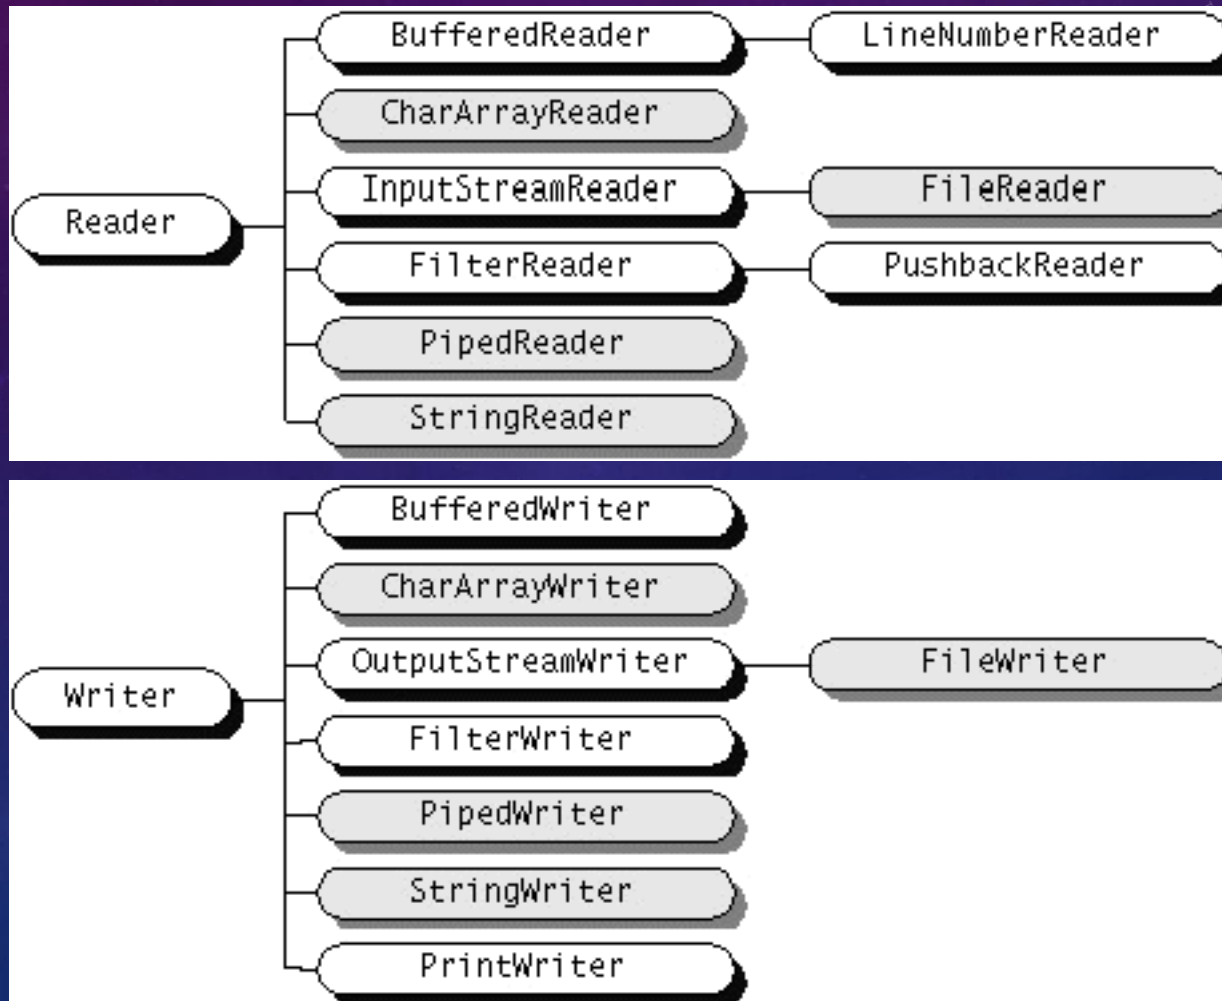 BufferedReader
LineNumberReader
CharArrayReader
InputStreamReader
FileReader
Reader
FilterReader
PushbackReader
PipedReader
StringReader
BufferedWriter
CharArrayWriter
OutputStreamWriter
FileWriter
Writer
FilterWriter
PipedWriter
StringWriter
PrintWriter